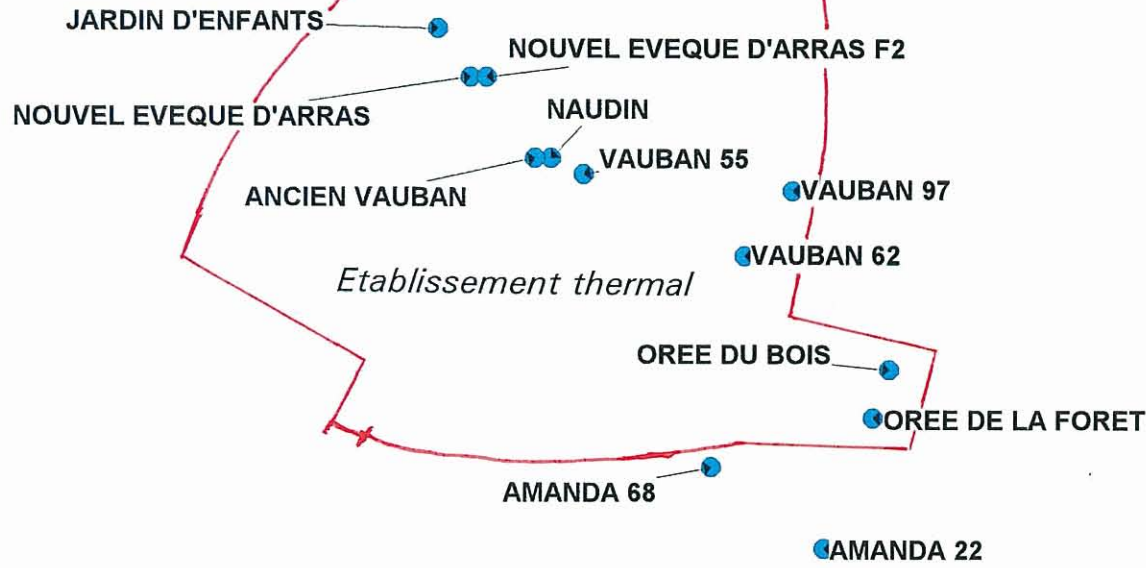 JARDIN D'ENFANTS
NOUVEL EVEQUE D'ARRAS F2
NOUVEL EVEQUE D'ARRAS
NAUDIN
VAUBAN 55
ANCIEN VAUBAN
VAUBAN 97
VAUBAN 62
Etablissement thermal
OREE DU BOIS
OREE DE LA FORET
AMANDA 68
AMANDA 22